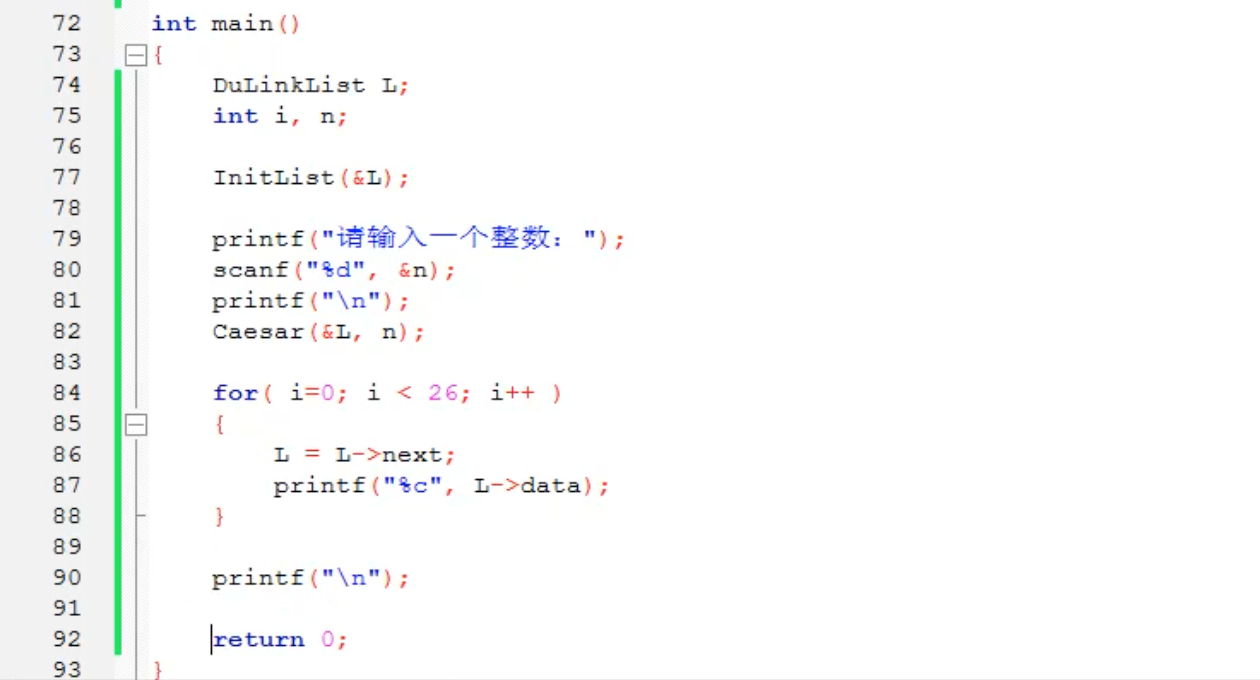 72 int main()
73 {
74 DuLinkList L;
75 int i, n;
76
77 InitList(&L);
78
79 printf("请输入一个整数：");
80 scanf("%d", &n);
81 printf("\n");
82 Caesar(&L, n);
83
84 for( i=0; i < 26; i++ )
85 {
86 L = L->next;
87 printf("%c", L->data);
88 }
89
90 printf("\n");
91
92 return 0;
93 }